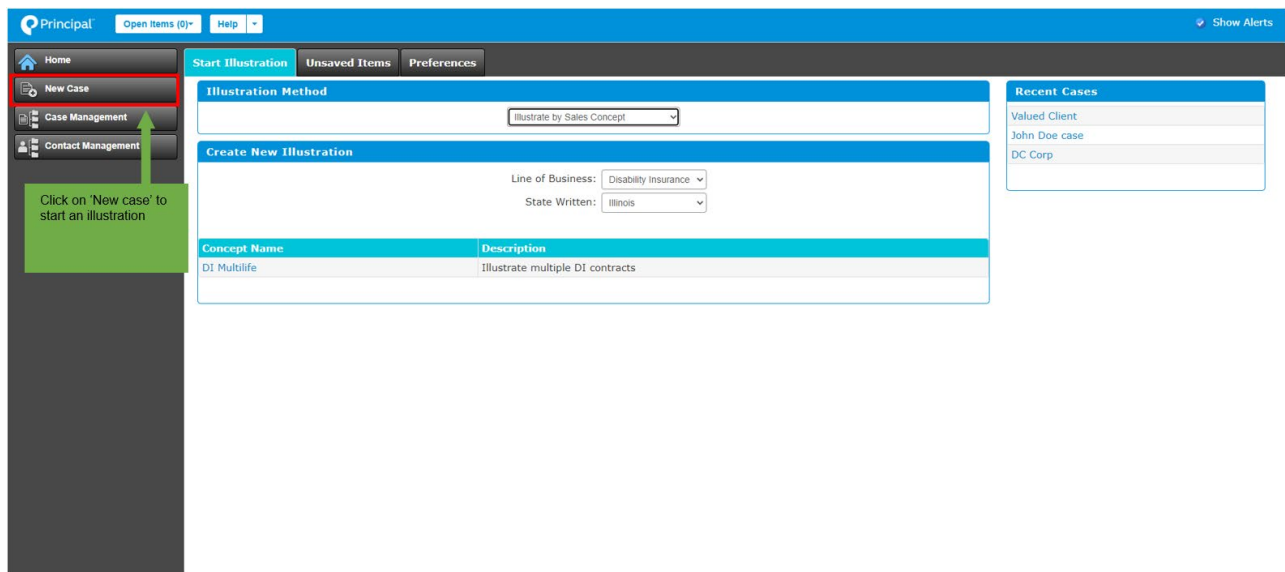 Principal
Open Items (0)
Help
Show Alerts
Home
New Case
Case Management
Contact Management
Click on 'New case' to
start an illustration
Start Illustration
Unsaved Items
Preferences
Illustration Method
Illustrate by Sales Concept
Create New Illustration
Line of Business: Disability Insurance
State Written: Illinois
Concept Name Description
DI Multilife Illustrate multiple DI contracts
Recent Cases
Valued Client
John Doe case
DC Corp